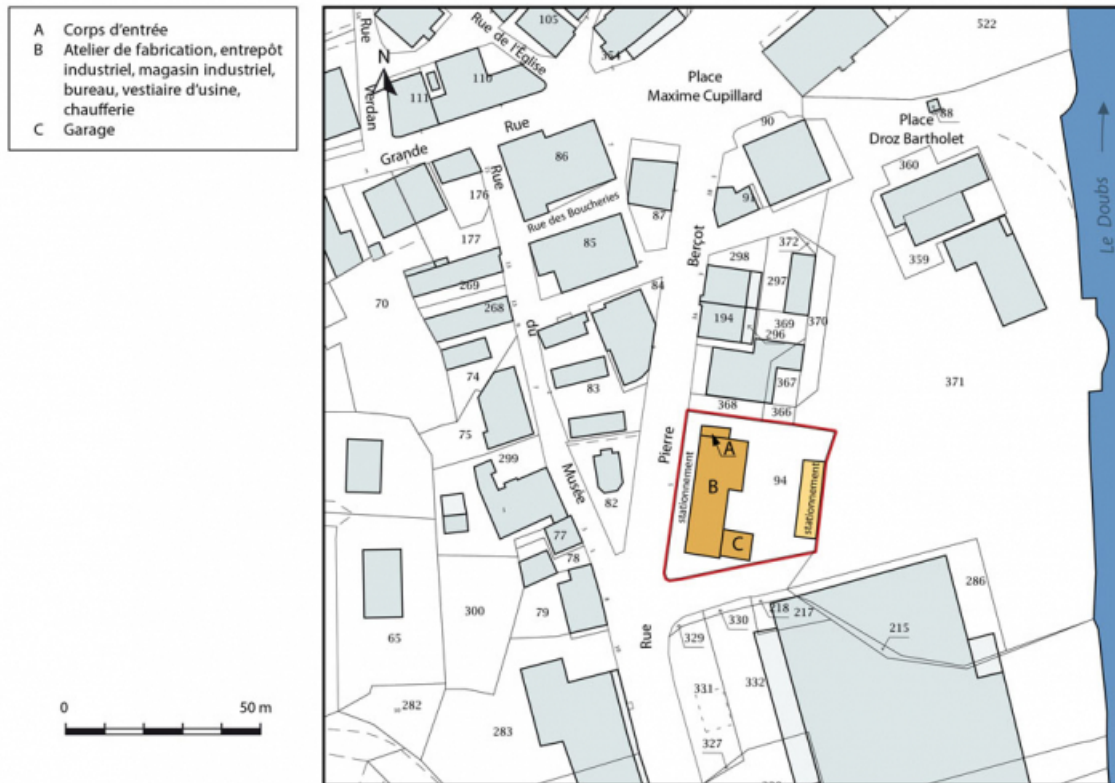 A Corps d'entrée
B Atelier de fabrication, entrepôt
industriel, magasin industriel,
bureau, vestiaire d'usine,
chaufferie
C Garage
N
0 50 m
Rue
Verdan
Rue de l'Église
105
522
110
111
Place
Maxime Cupillard
88
Place
Droz Bartholet
Le Doubs
Grande
Rue
90
86
360
176
Rue
Rue des Boucheries
87
91
177
85
Berçot
298
372
359
70
269
84
297
268
194
369
370
296
du
74
83
367
371
368
366
75
299
Musée
Pierre
stationnement
A
B
94
stationnement
82
C
77
78
286
300
79
218
217
330
65
329
Rue
215
331
332
282
283
327